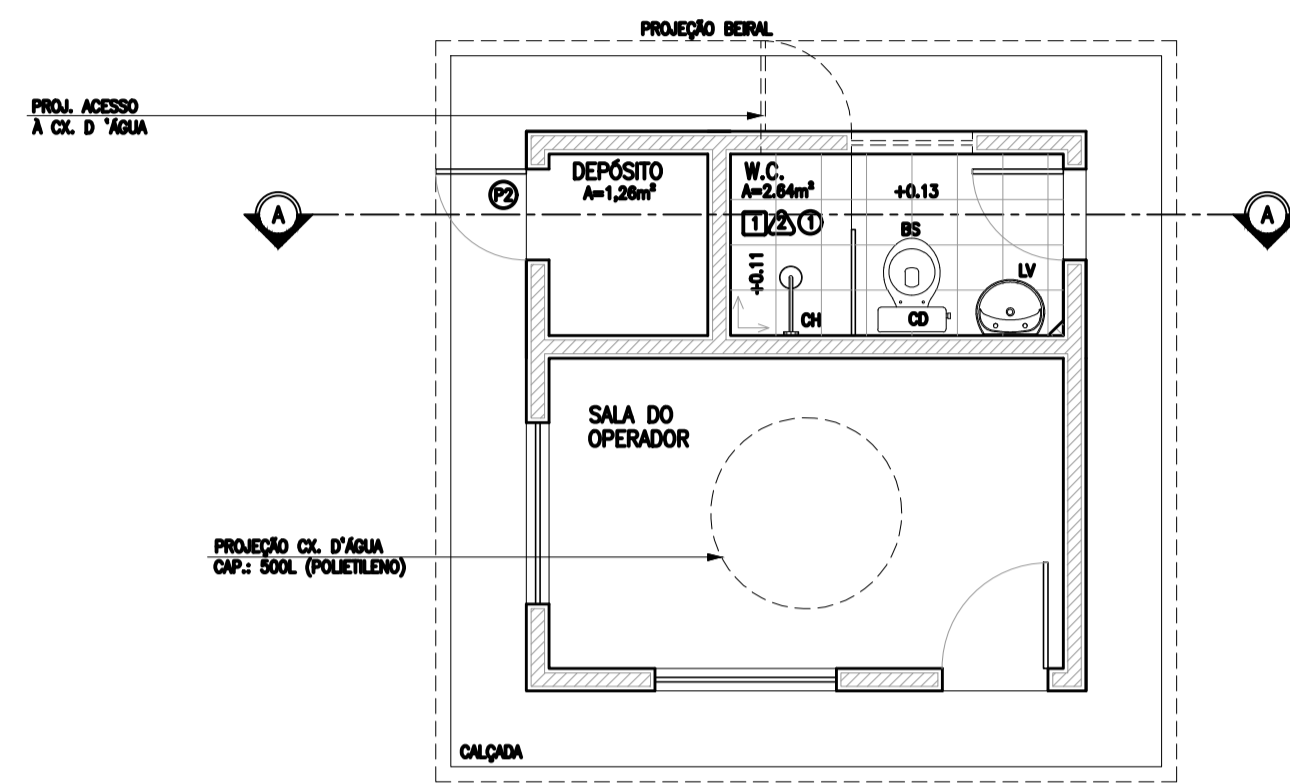 PROJEÇÃO BEIRAL
PROJ. ACESSO
À CX. D 'ÁGUA
DEPÓSITO
A=1,26m²
P2
W.C.
A=2.64m²
+0.13
1 2 1
A
A
BS
+0.11
LV
CH
CD
SALA DO
OPERADOR
PROJEÇÃO CX. D'ÁGUA
CAP.: 500L (POLIETILENO)
CALÇADA